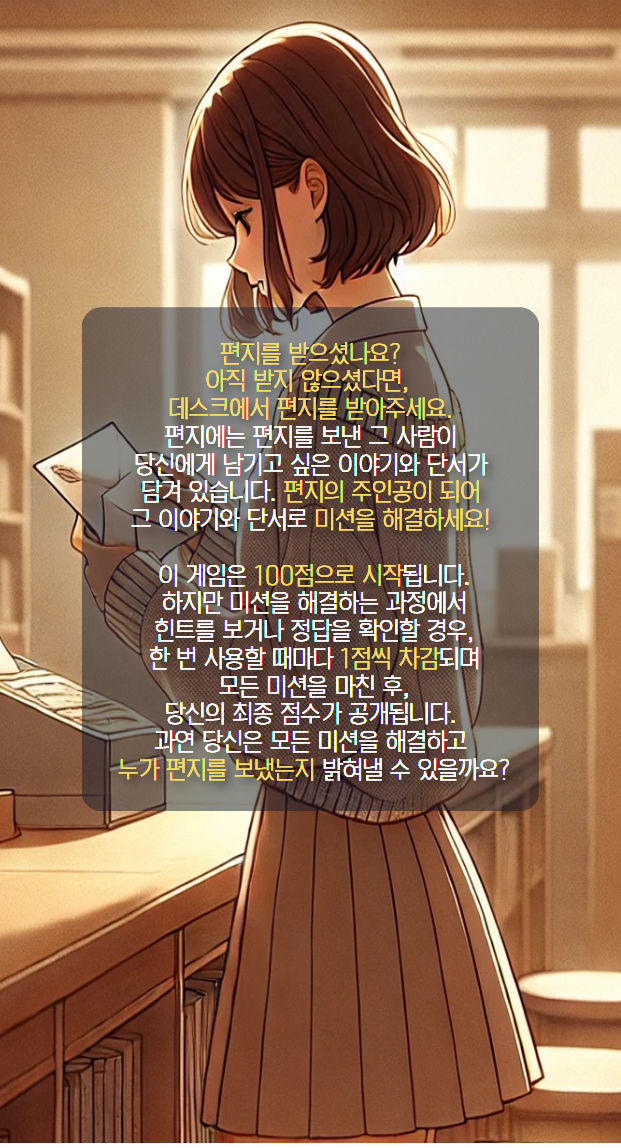 편지를 받으셨나요?
아직 받지 않으셨다면,
데스크에서 편지를 받아주세요.
편지에는 편지를 보낸 그 사람이
당신에게 남기고 싶은 이야기와 단서가
담겨 있습니다. 편지의 주인공이 되어
그 이야기와 단서로 미션을 해결하세요!
이 게임은 100점으로 시작됩니다.
하지만 미션을 해결하는 과정에서
힌트를 보거나 정답을 확인할 경우,
한 번 사용할 때마다 1점씩 차감되며
모든 미션을 마친 후,
당신의 최종 점수가 공개됩니다.
과연 당신은 모든 미션을 해결하고
누가 편지를 보냈는지 밝혀낼 수 있을까요?